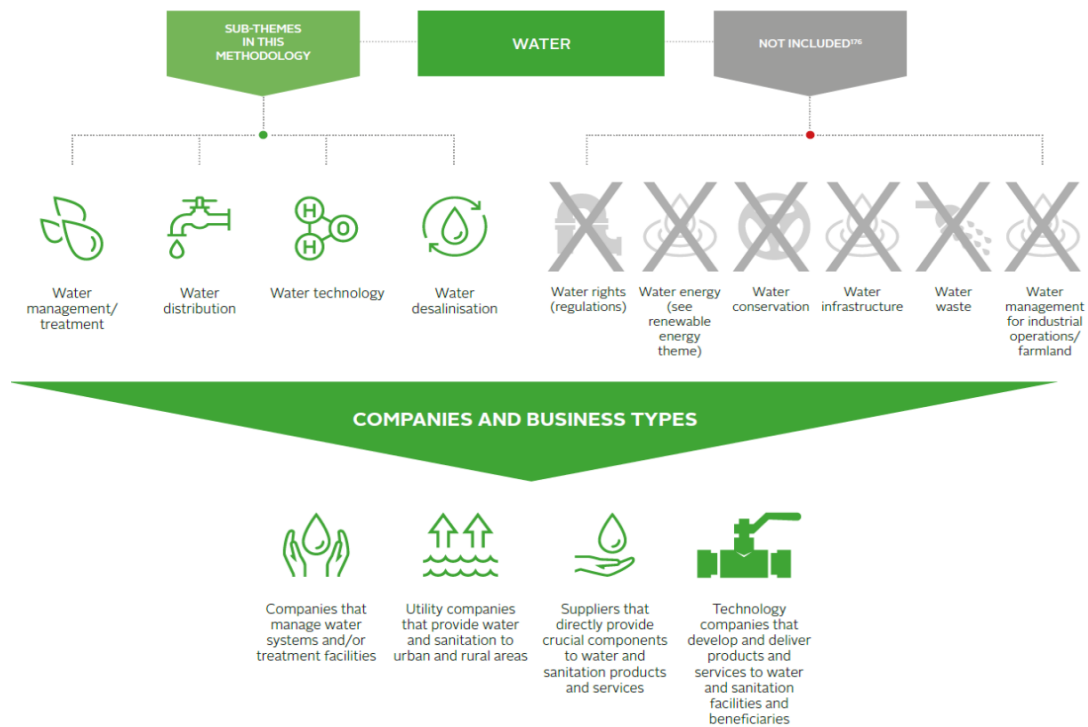 SUB-THEMES
IN THIS
METHODOLOGY
WATER
NOT INCLUDED¹⁷⁶
H
H
O
Water
management/
treatment
Water
distribution
Water technology
Water
desalinisation
Water rights
(regulations)
Water energy
(see
renewable
energy
theme)
Water
conservation
Water
infrastructure
Water
waste
Water
management
for industrial
operations/
farmland
COMPANIES AND BUSINESS TYPES
Companies that
manage water
systems and/or
treatment facilities
Utility companies
that provide water
and sanitation to
urban and rural areas
Suppliers that
directly provide
crucial components
to water and
sanitation products
and services
Technology
companies that
develop and deliver
products and
services to water
and sanitation
facilities and
beneficiaries